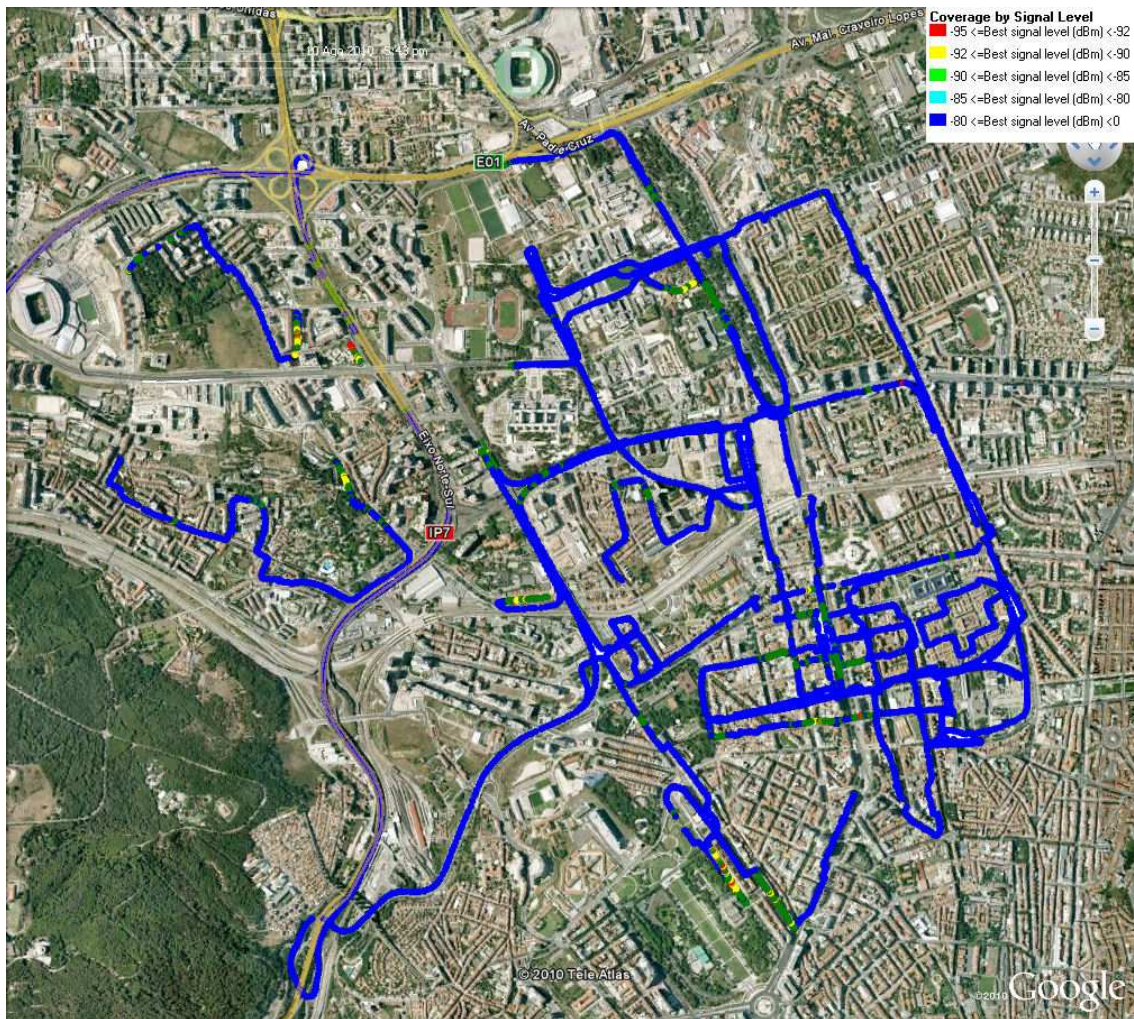 Coverage by Signal Level
-95 <=Best signal level (dBm) <-92
-92 <=Best signal level (dBm) <-90
-90 <=Best signal level (dBm) <-85
-85 <=Best signal level (dBm) <-80
-80 <=Best signal level (dBm) <0
Av. Mal. Craveiro Lopes
Av. Padre Cruz
E01
Eixo Norte-Sul
IP7
© 2010 Tele Atlas
©2010 Google